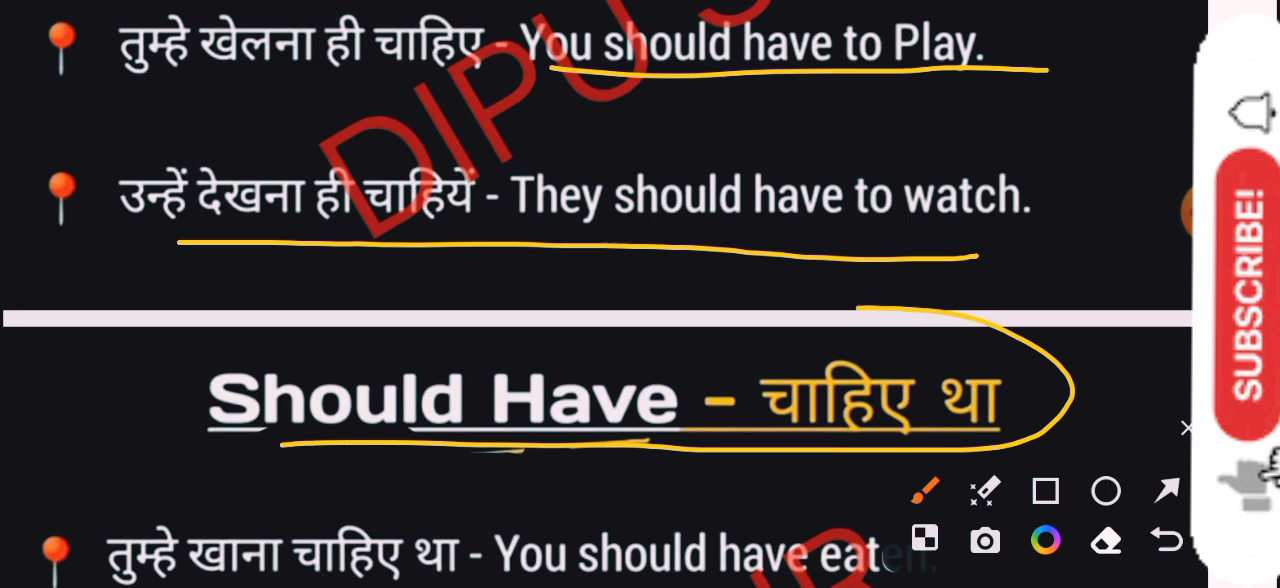 तुम्हे खेलना ही चाहिए - You should have to Play.
उन्हें देखना ही चाहियें - They should have to watch.
Should Have - चाहिए था
तुम्हे खाना चाहिए था - You should have eaten.
DIPU S
SUBSCRIBE!